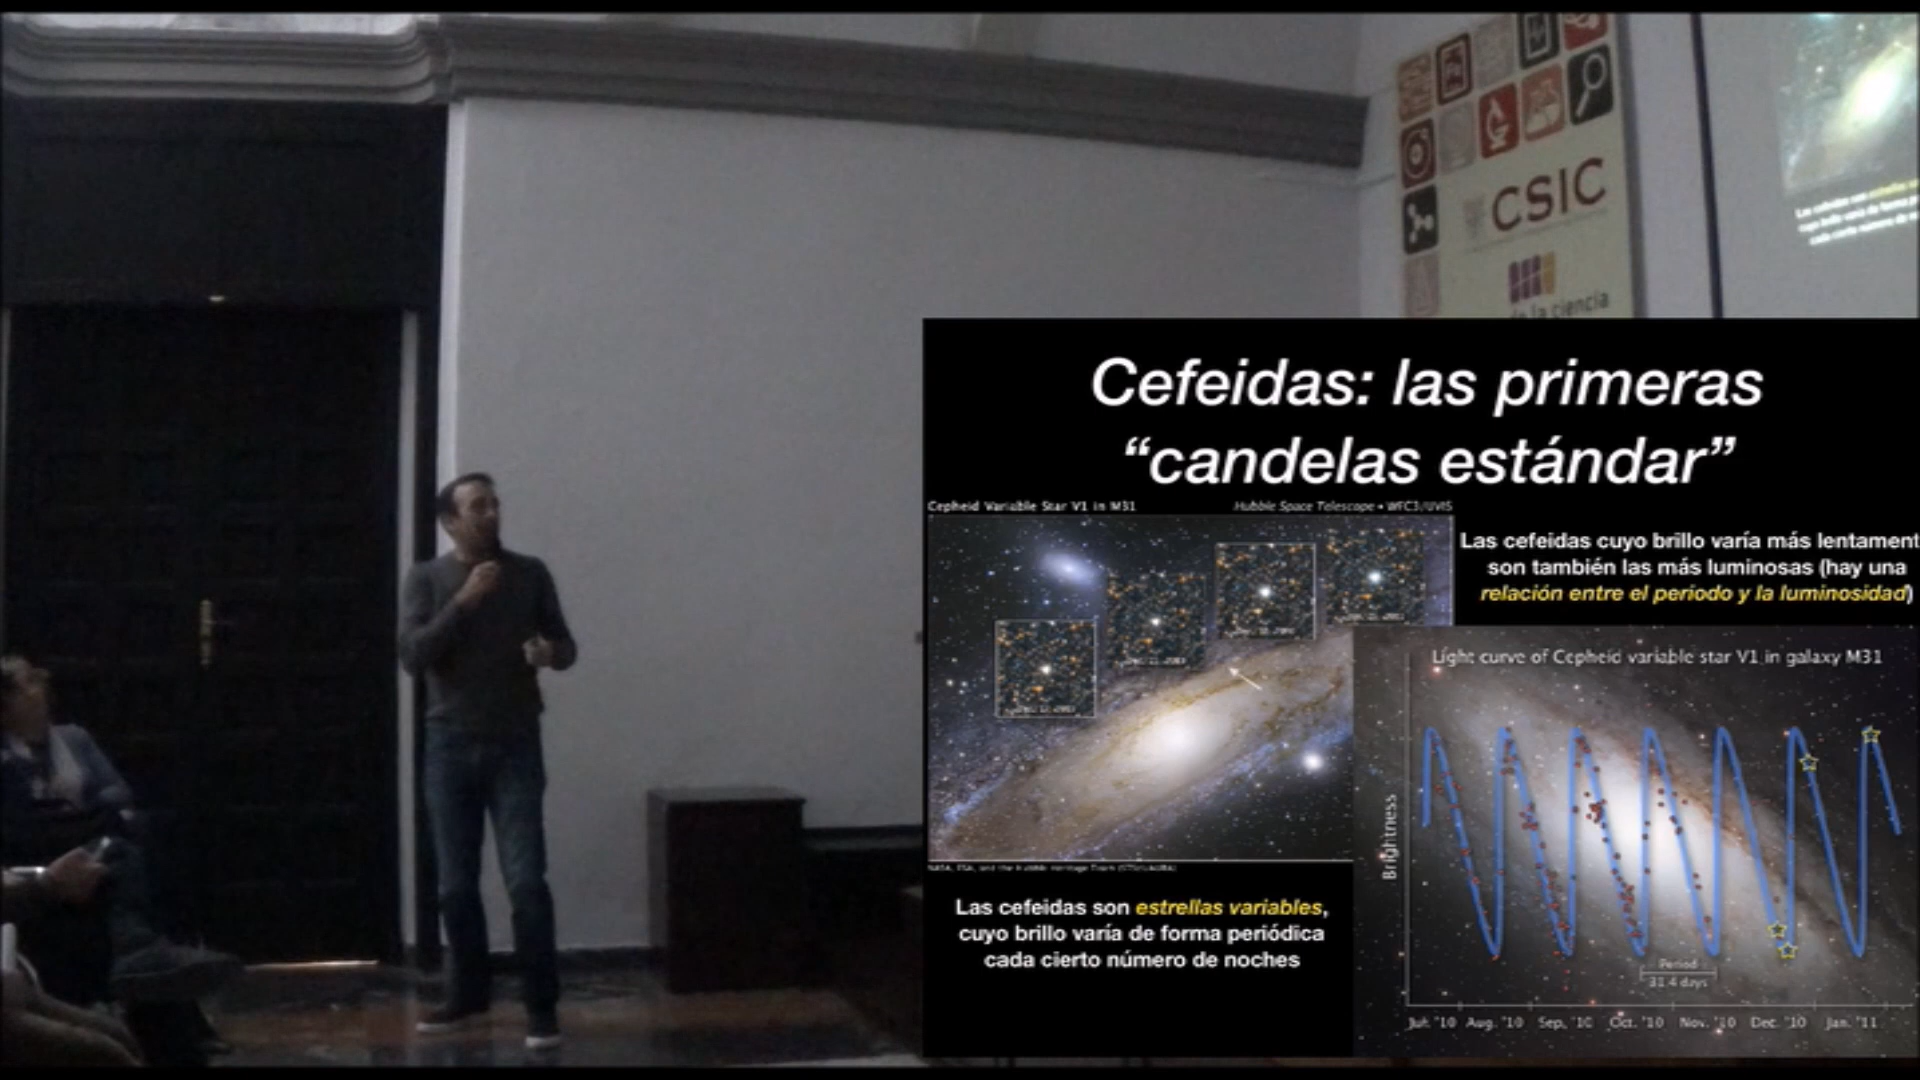 CSIC
de la ciencia
Cefeidas: las primeras
“candelas estándar”
Cepheid Variable Star V1 in M31
Hubble Space Telescope • WFC3/UVIS
Las cefeidas cuyo brillo varía más lentament
son también las más luminosas (hay una
relación entre el periodo y la luminosidad)
Light curve of Cepheid variable star V1 in galaxy M31
Brightness
Period
31.4 days
Jul. '10 Aug. '10 Sep. '10 Oct. '10 Nov. '10 Dec. '10 Jan. '11
Las cefeidas son estrellas variables,
cuyo brillo varía de forma periódica
cada cierto número de noches